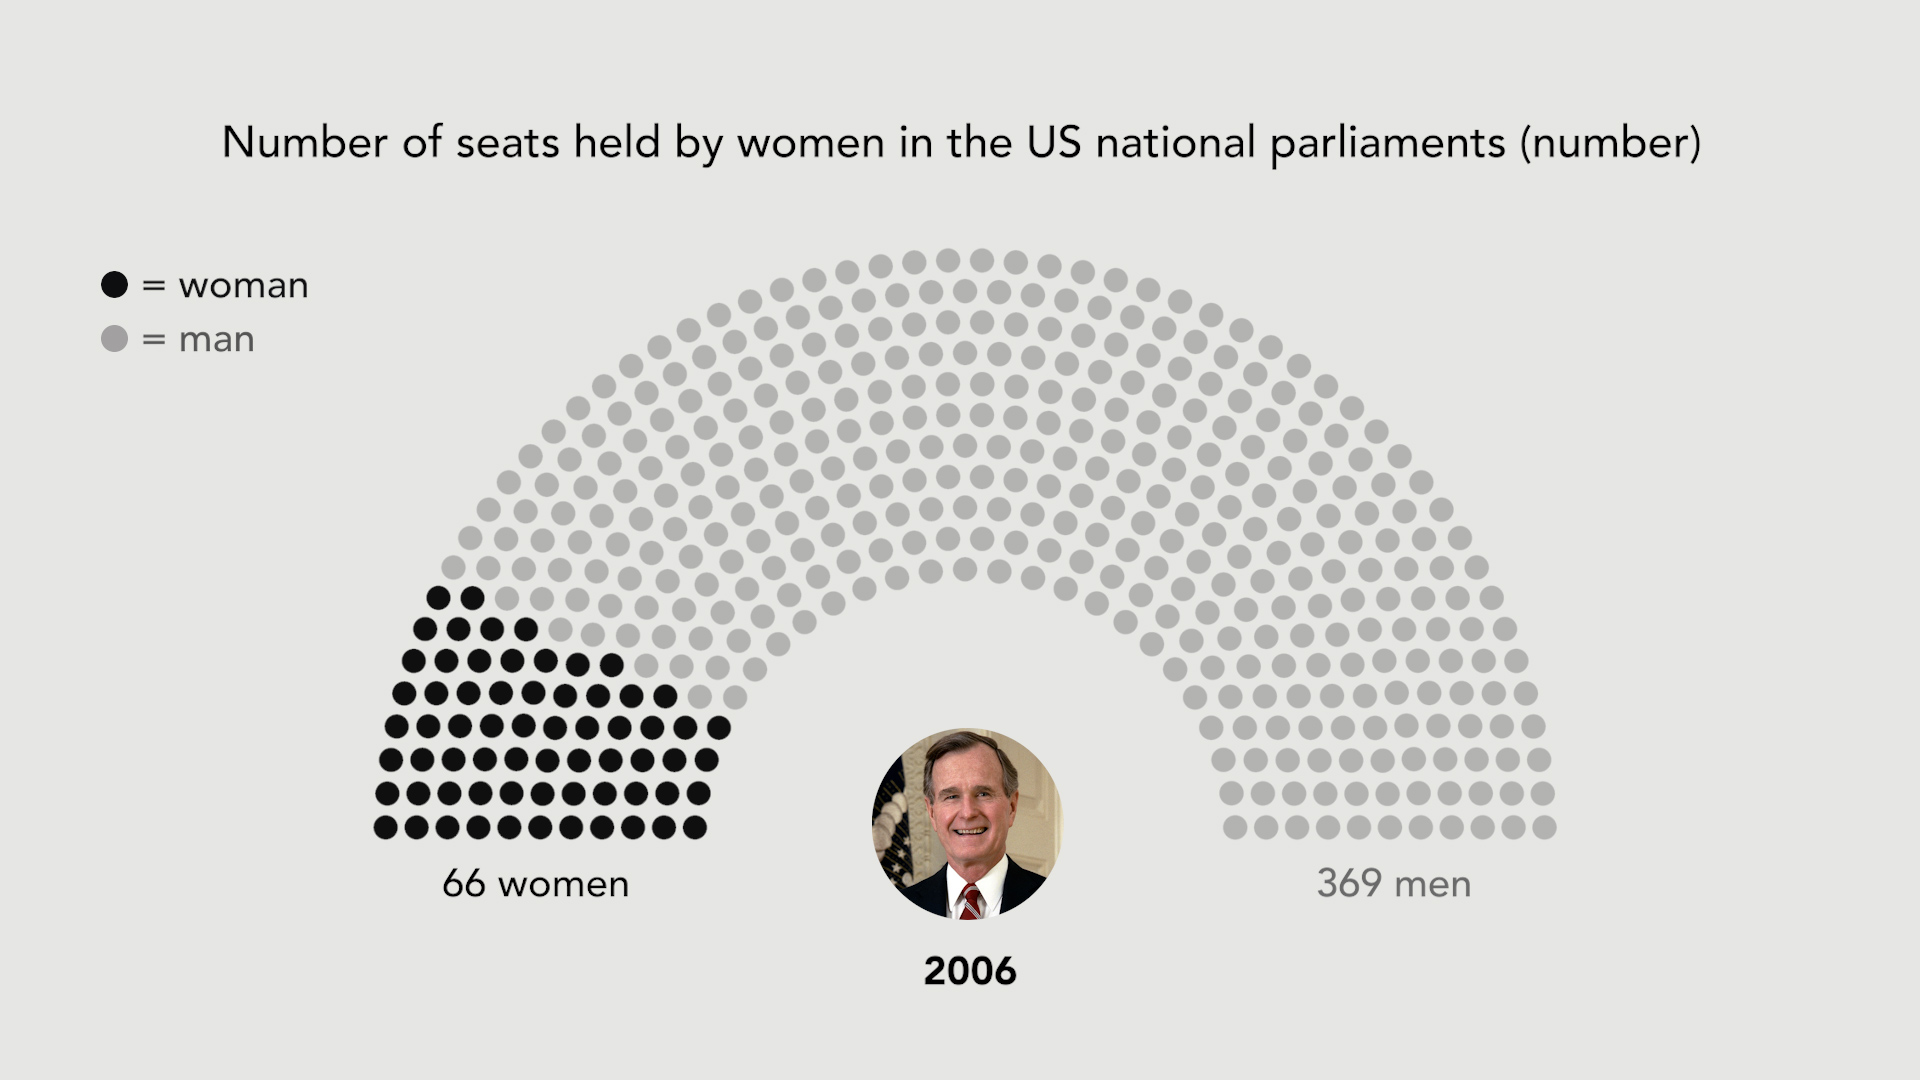 Number of seats held by women in the US national parliaments (number)
= woman
= man
66 women
369 men
2006